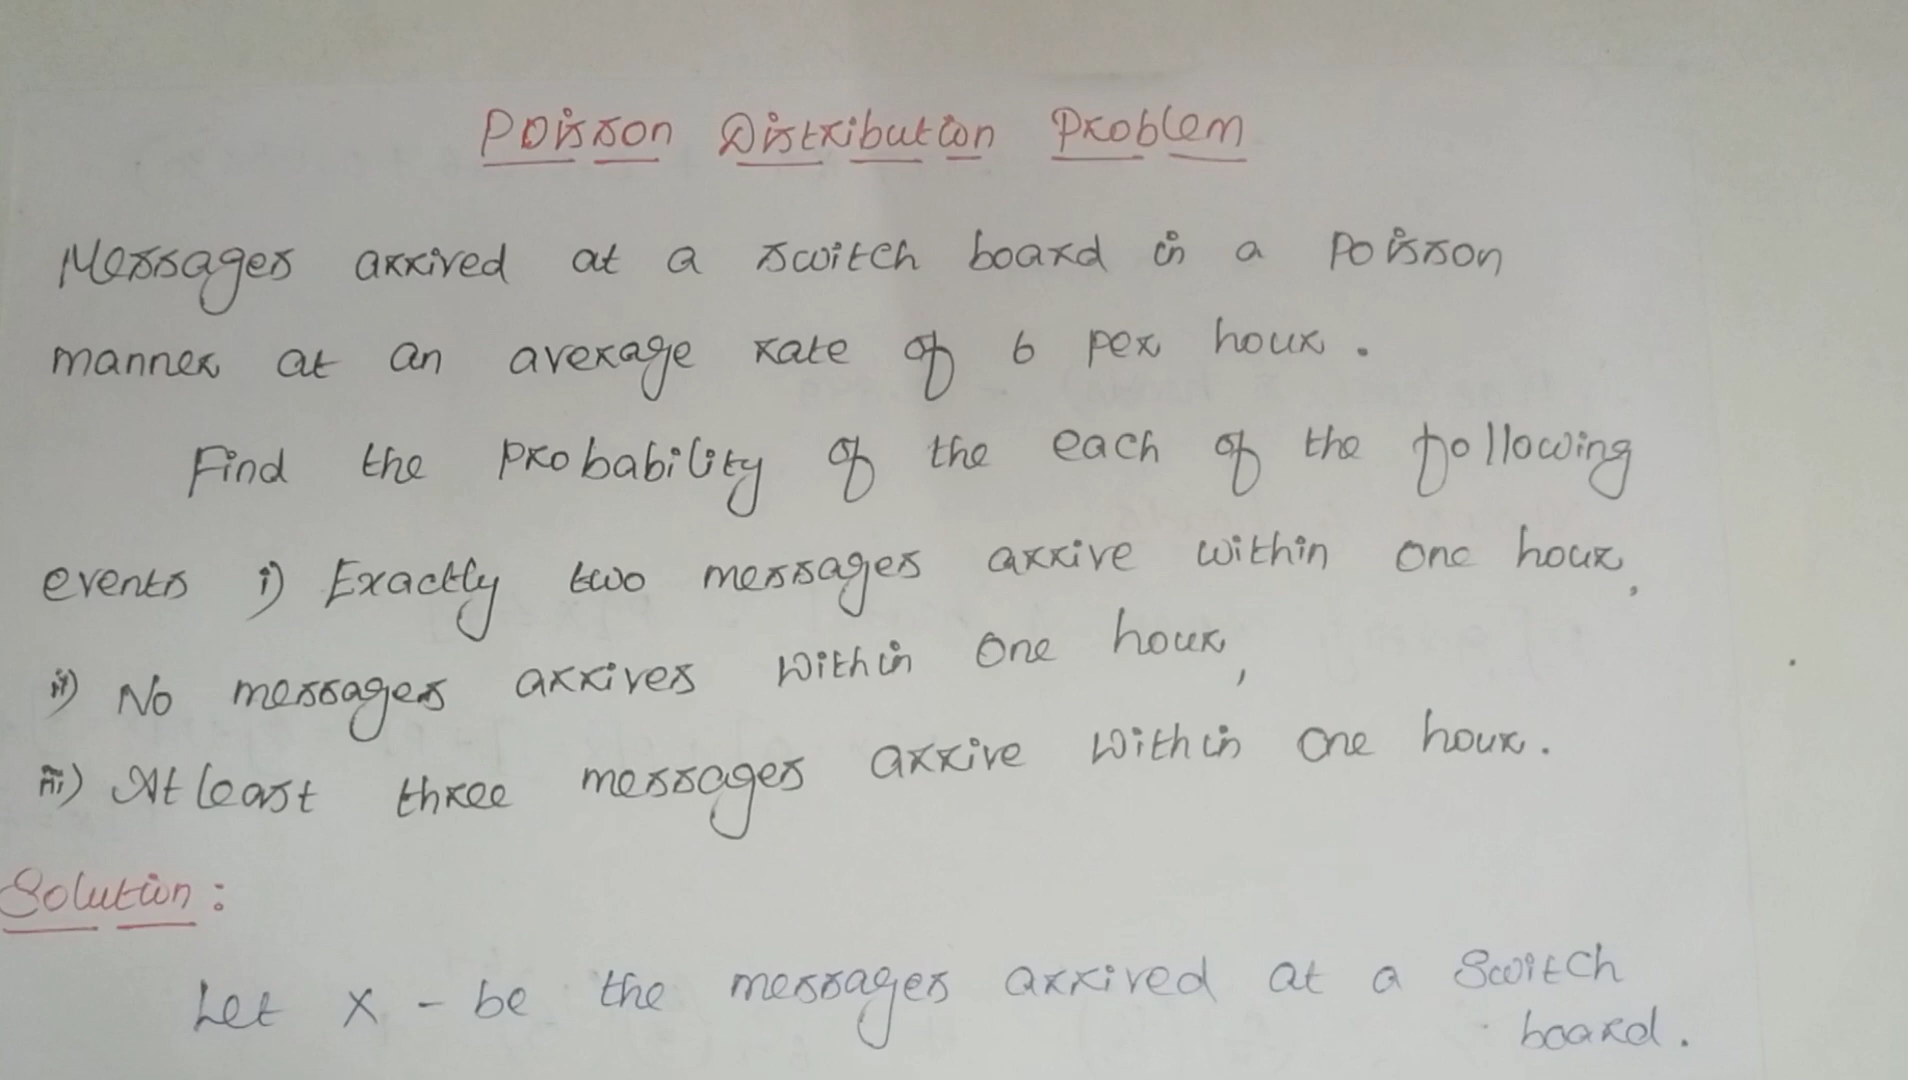 Poisson Distribution Problem
Messages arrived at a switch board in a Poisson
manner at an average rate of 6 per hour.
Find the probability of the each of the following
events i) Exactly two messages arrive within one hour,
ii) No messages arrives within one hour,
iii) At least three messages arrive within one hour.
Solution:
Let X - be the messages arrived at a switch
board.